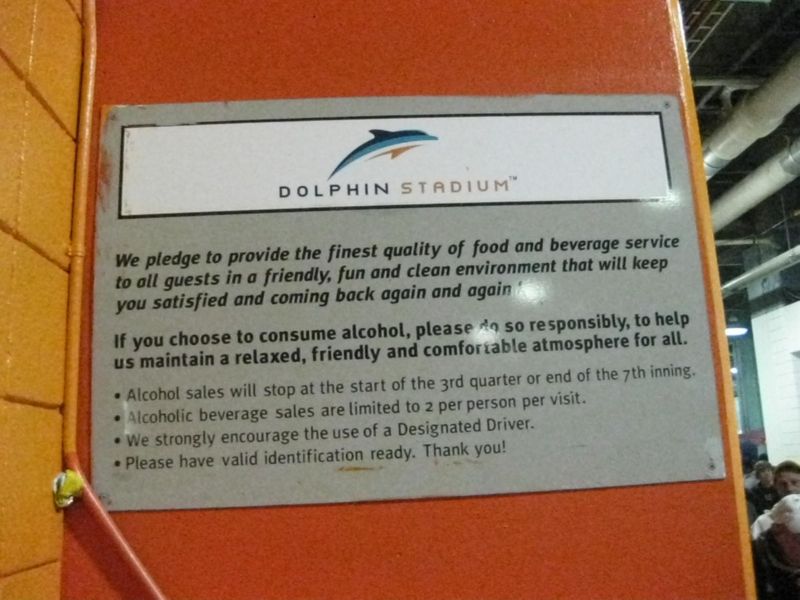 DOLPHIN STADIUM™
We pledge to provide the finest quality of food and beverage service
to all guests in a friendly, fun and clean environment that will keep
you satisfied and coming back again and again!
If you choose to consume alcohol, please do so responsibly, to help
us maintain a relaxed, friendly and comfortable atmosphere for all.
• Alcohol sales will stop at the start of the 3rd quarter or end of the 7th inning.
• Alcoholic beverage sales are limited to 2 per person per visit.
• We strongly encourage the use of a Designated Driver.
• Please have valid identification ready. Thank you!